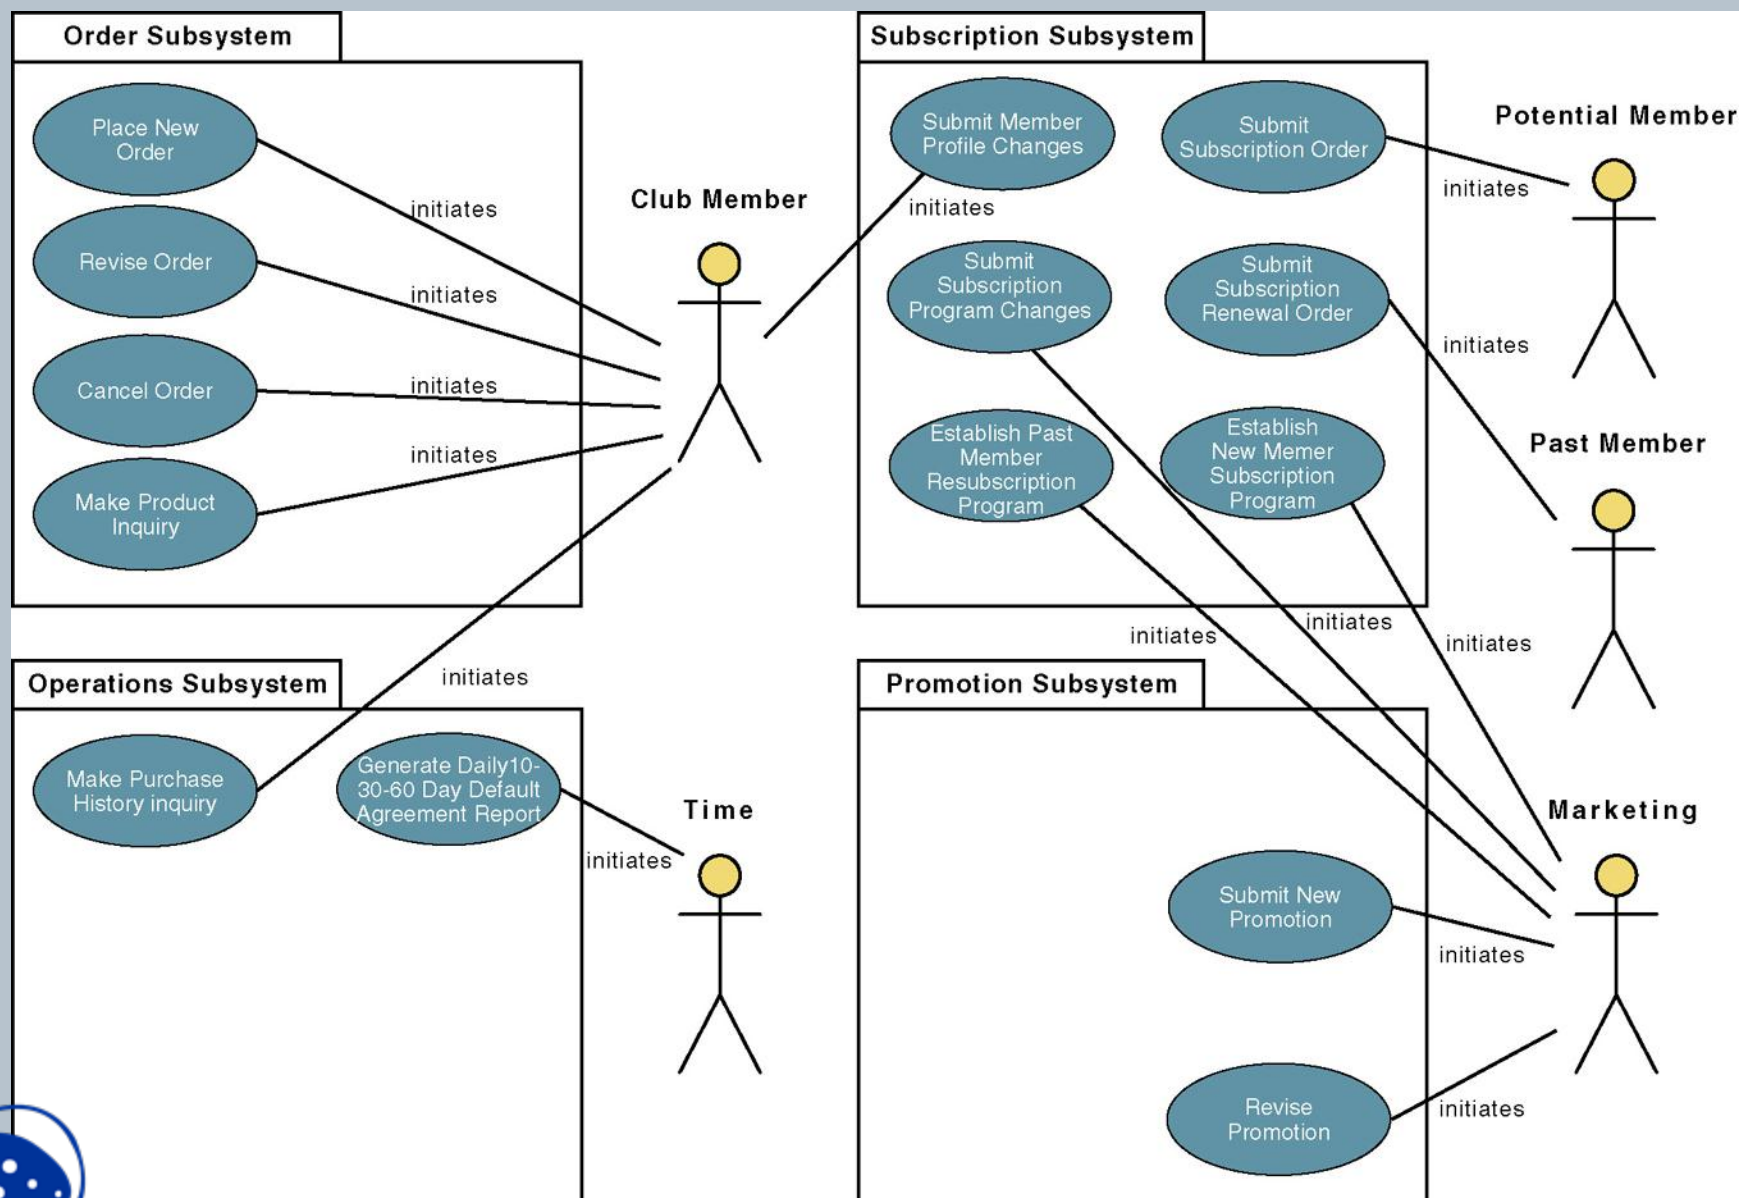 Order Subsystem
Place New
Order
Revise Order
Cancel Order
Make Product
Inquiry
initiates
initiates
initiates
initiates
Club Member
Subscription Subsystem
Submit Member
Profile Changes
Submit
Subscription Order
initiates
Submit
Subscription
Program Changes
Submit
Subscription
Renewal Order
Establish Past
Member
Resubscription
Program
Establish
New Memer
Subscription
Program
Potential Member
initiates
initiates
Past Member
initiates
initiates
initiates
initiates
Operations Subsystem
Make Purchase
History inquiry
Generate Daily10-
30-60 Day Default
Agreement Report
Time
initiates
Promotion Subsystem
Marketing
Submit New
Promotion
initiates
Revise
Promotion
initiates